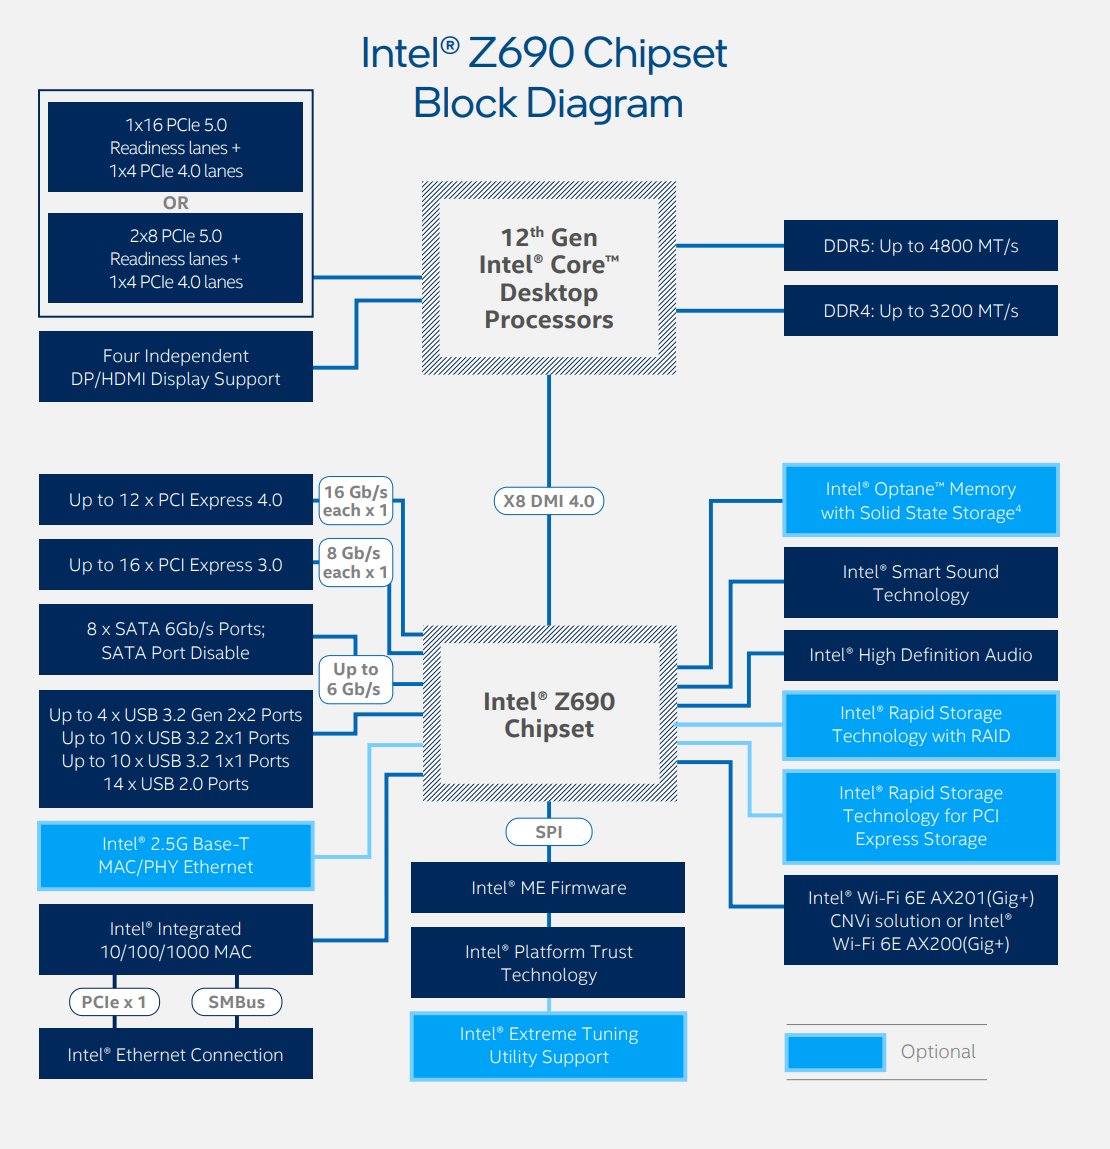 Intel® Z690 Chipset
Block Diagram
1x16 PCIe 5.0
Readiness lanes +
1x4 PCIe 4.0 lanes
OR
2x8 PCIe 5.0
Readiness lanes +
1x4 PCIe 4.0 lanes
Four Independent
DP/HDMI Display Support
12th Gen
Intel® Core™
Desktop
Processors
DDR5: Up to 4800 MT/s
DDR4: Up to 3200 MT/s
X8 DMI 4.0
Up to 12 x PCI Express 4.0
16 Gb/s
each x 1
Up to 16 x PCI Express 3.0
8 Gb/s
each x 1
8 x SATA 6Gb/s Ports;
SATA Port Disable
Up to
6 Gb/s
Up to 4 x USB 3.2 Gen 2x2 Ports
Up to 10 x USB 3.2 2x1 Ports
Up to 10 x USB 3.2 1x1 Ports
14 x USB 2.0 Ports
Intel® 2.5G Base-T
MAC/PHY Ethernet
Intel® Integrated
10/100/1000 MAC
PCIe x 1
SMBus
Intel® Ethernet Connection
Intel® Z690
Chipset
SPI
Intel® ME Firmware
Intel® Platform Trust
Technology
Intel® Extreme Tuning
Utility Support
Intel® Optane™ Memory
with Solid State Storage4
Intel® Smart Sound
Technology
Intel® High Definition Audio
Intel® Rapid Storage
Technology with RAID
Intel® Rapid Storage
Technology for PCI
Express Storage
Intel® Wi-Fi 6E AX201(Gig+)
CNVi solution or Intel®
Wi-Fi 6E AX200(Gig+)
Optional